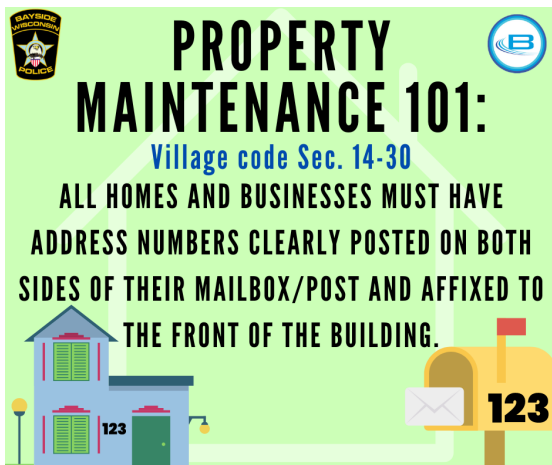 BAYSIDE
WISCONSIN
POLICE
B
PROPERTY
MAINTENANCE 101:
Village code Sec. 14-30
ALL HOMES AND BUSINESSES MUST HAVE
ADDRESS NUMBERS CLEARLY POSTED ON BOTH
SIDES OF THEIR MAILBOX/POST AND AFFIXED TO
THE FRONT OF THE BUILDING.
123
123